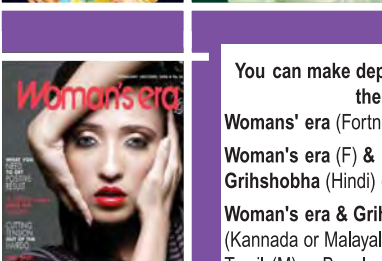 Woman's era
WHAT YOU
NEED
TO GET
POSITIVE
RESULT
CUTTING
TENSION
OUT OF THE
You can make dep
the
Womans' era (Fortn
Woman's era (F) &
Grihshobha (Hindi)
Woman's era & Grih
(Kannada or Malayal